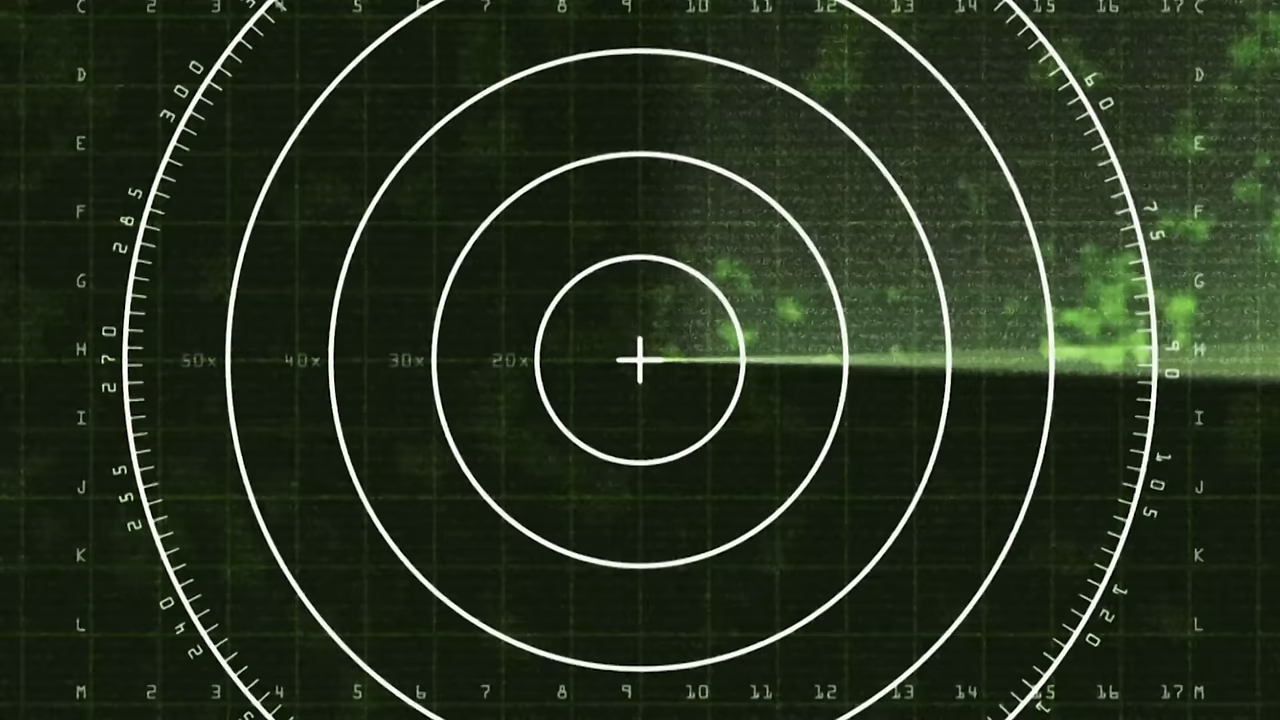 C 2 3 4 5 6 7 8 9 10 11 12 13 14 15 16 17 C
D D
300 60
E E
F F
285 75
G G
H H
270 50x 40x 30x 20x 90
I I
255 105
J J
K K
240 120
L L
M 2 3 4 5 6 7 8 9 10 11 12 13 14 15 16 17 M